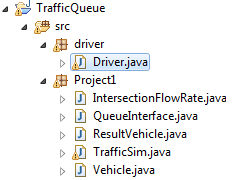 TrafficQueue
src
driver
Driver.java
Project1
IntersectionFlowRate.java
QueueInterface.java
ResultVehicle.java
TrafficSim.java
Vehicle.java